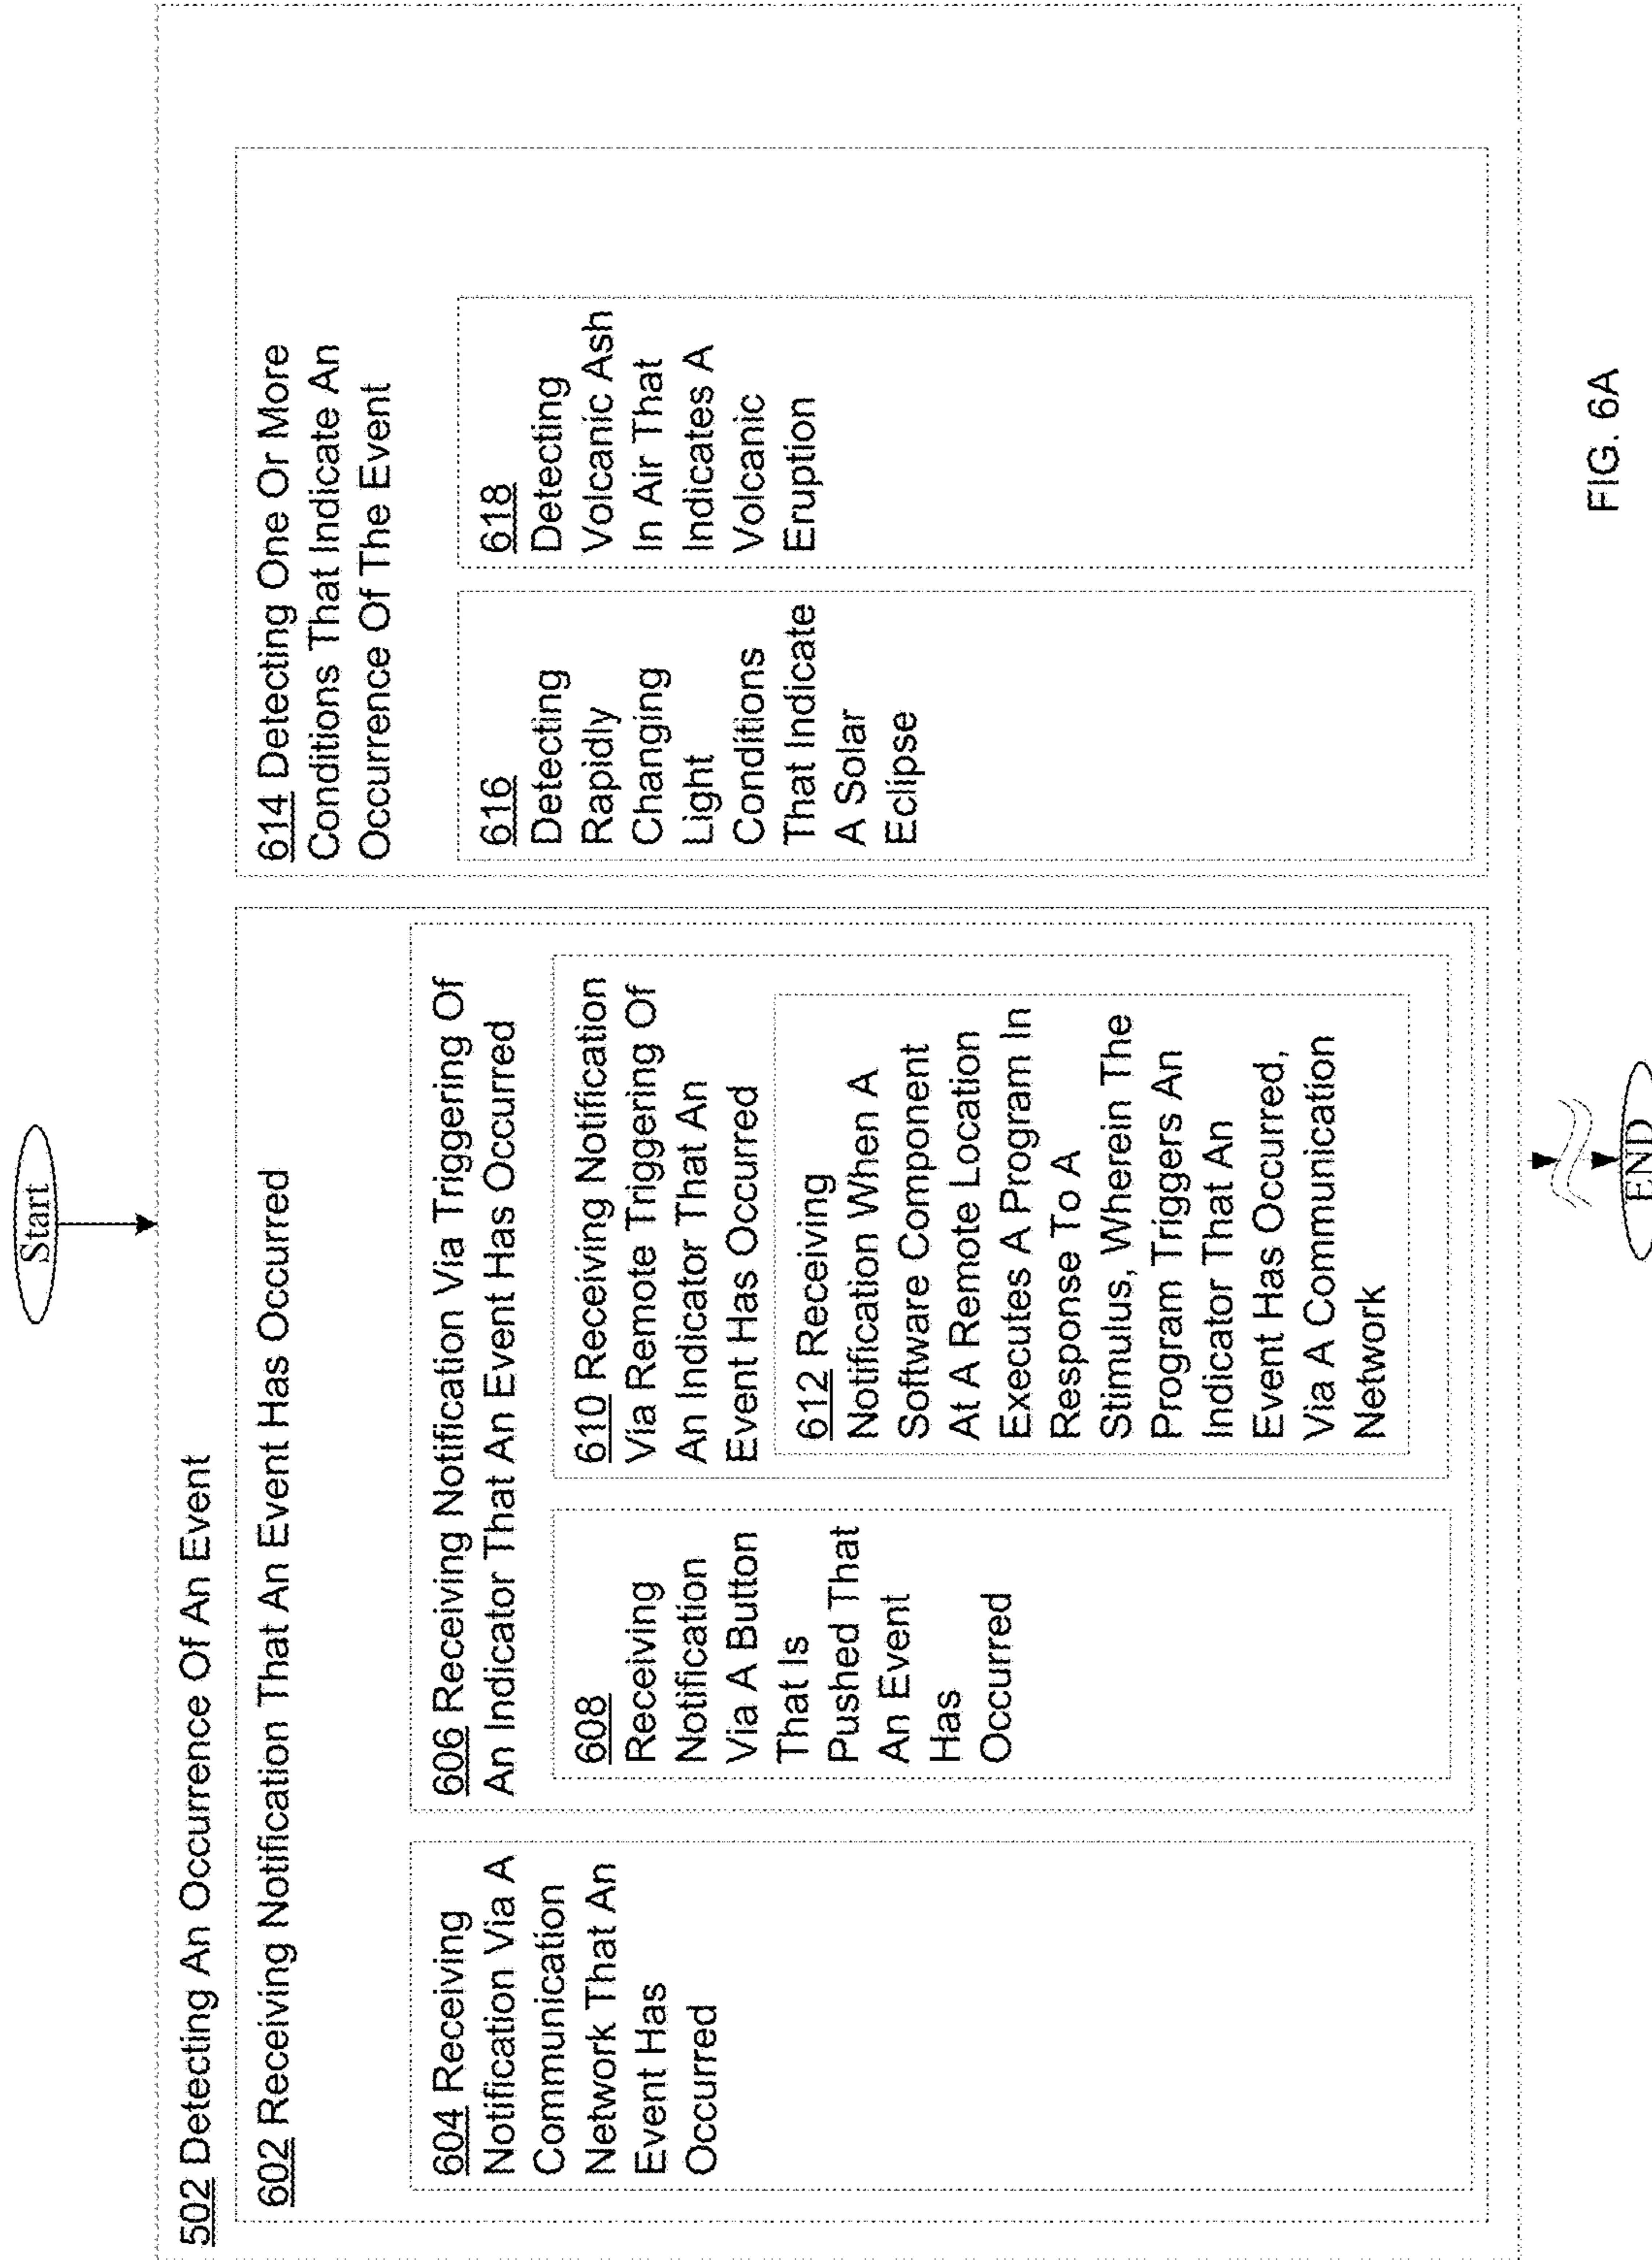 Start
502 Detecting An Occurrence Of An Event
602 Receiving Notification That An Event Has Occurred
604 Receiving
Notification Via A
Communication
Network That An
Event Has
Occurred
606 Receiving Notification Via Triggering Of
An Indicator That An Event Has Occurred
608
Receiving
Notification
Via A Button
That Is
Pushed That
An Event
Has
Occurred
610 Receiving Notification
Via Remote Triggering Of
An Indicator That An
Event Has Occurred
612 Receiving
Notification When A
Software Component
At A Remote Location
Executes A Program In
Response To A
Stimulus, Wherein The
Program Triggers An
Indicator That An
Event Has Occurred,
Via A Communication
Network
614 Detecting One Or More
Conditions That Indicate An
Occurrence Of The Event
616
Detecting
Rapidly
Changing
Light
Conditions
That Indicate
A Solar
Eclipse
618
Detecting
Volcanic Ash
In Air That
Indicates A
Volcanic
Eruption
END
FIG. 6A